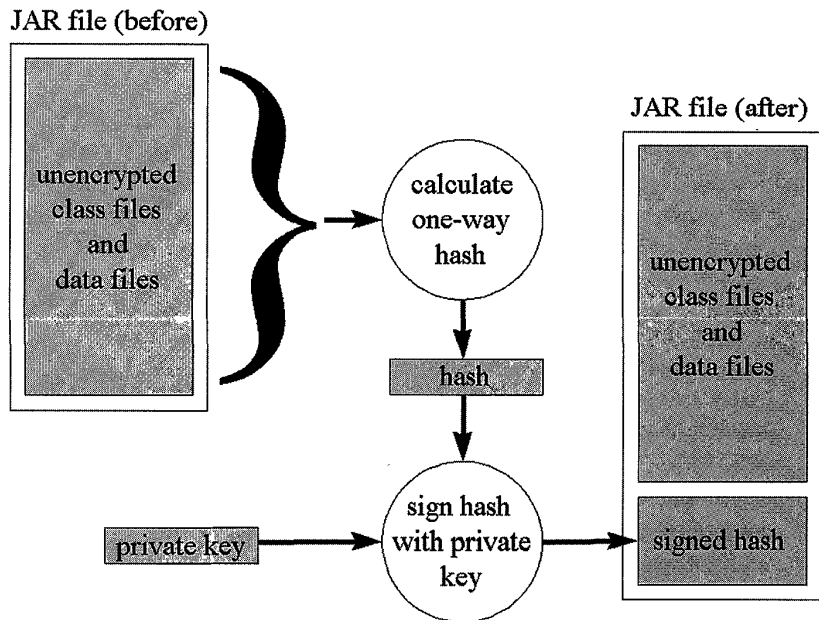 JAR file (before)
unencrypted
class files
and
data files
calculate
one-way
hash
hash
private key
sign hash
with private
key
JAR file (after)
unencrypted
class files
and
data files
signed hash